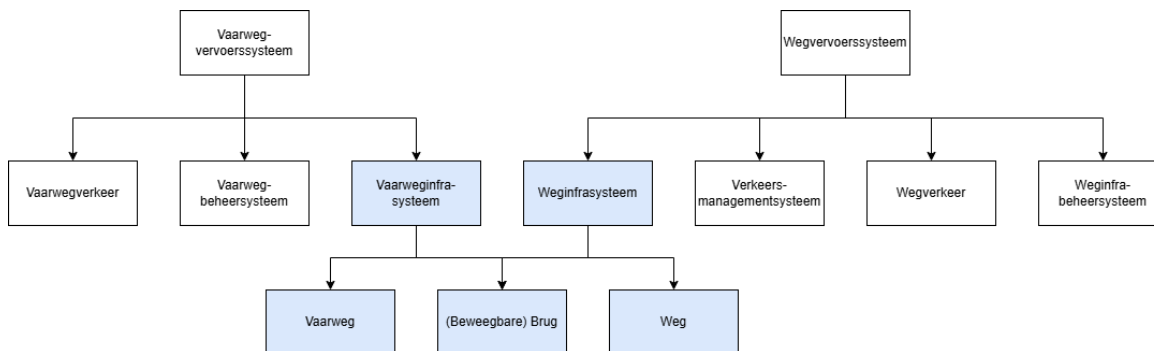 Vaarweg-
vervoerssysteem
Wegvervoerssysteem
Vaarwegverkeer
Vaarweg-
beheersysteem
Vaarweginfra-
systeem
Weginfrasysteem
Verkeers-
managementsysteem
Wegverkeer
Weginfra-
beheersysteem
Vaarweg
(Beweegbare) Brug
Weg